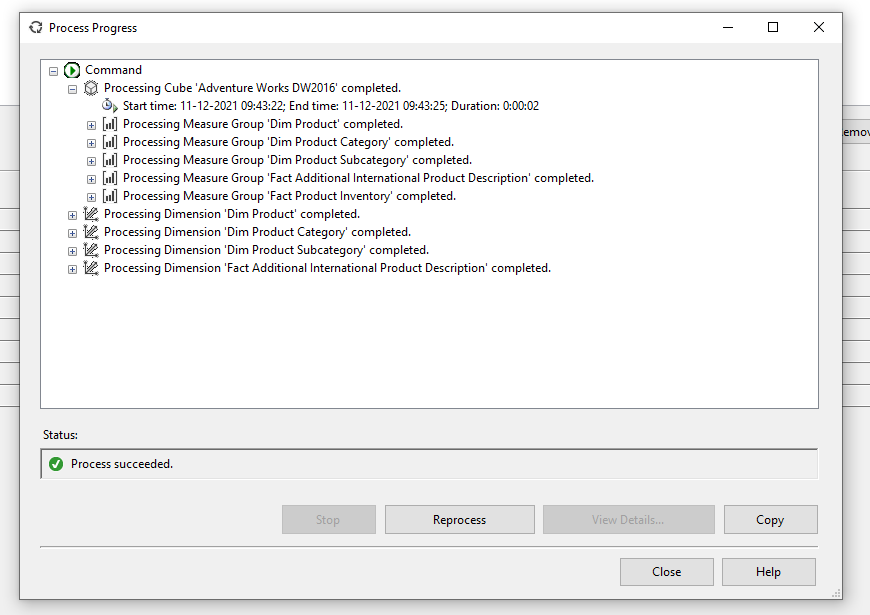 Process Progress
Command
Processing Cube 'Adventure Works DW2016' completed.
Start time: 11-12-2021 09:43:22; End time: 11-12-2021 09:43:25; Duration: 0:00:02
Processing Measure Group 'Dim Product' completed.
Processing Measure Group 'Dim Product Category' completed.
Processing Measure Group 'Dim Product Subcategory' completed.
Processing Measure Group 'Fact Additional International Product Description' completed.
Processing Measure Group 'Fact Product Inventory' completed.
Processing Dimension 'Dim Product' completed.
Processing Dimension 'Dim Product Category' completed.
Processing Dimension 'Dim Product Subcategory' completed.
Processing Dimension 'Fact Additional International Product Description' completed.
Status:
Process succeeded.
Stop Reprocess View Details... Copy
Close Help